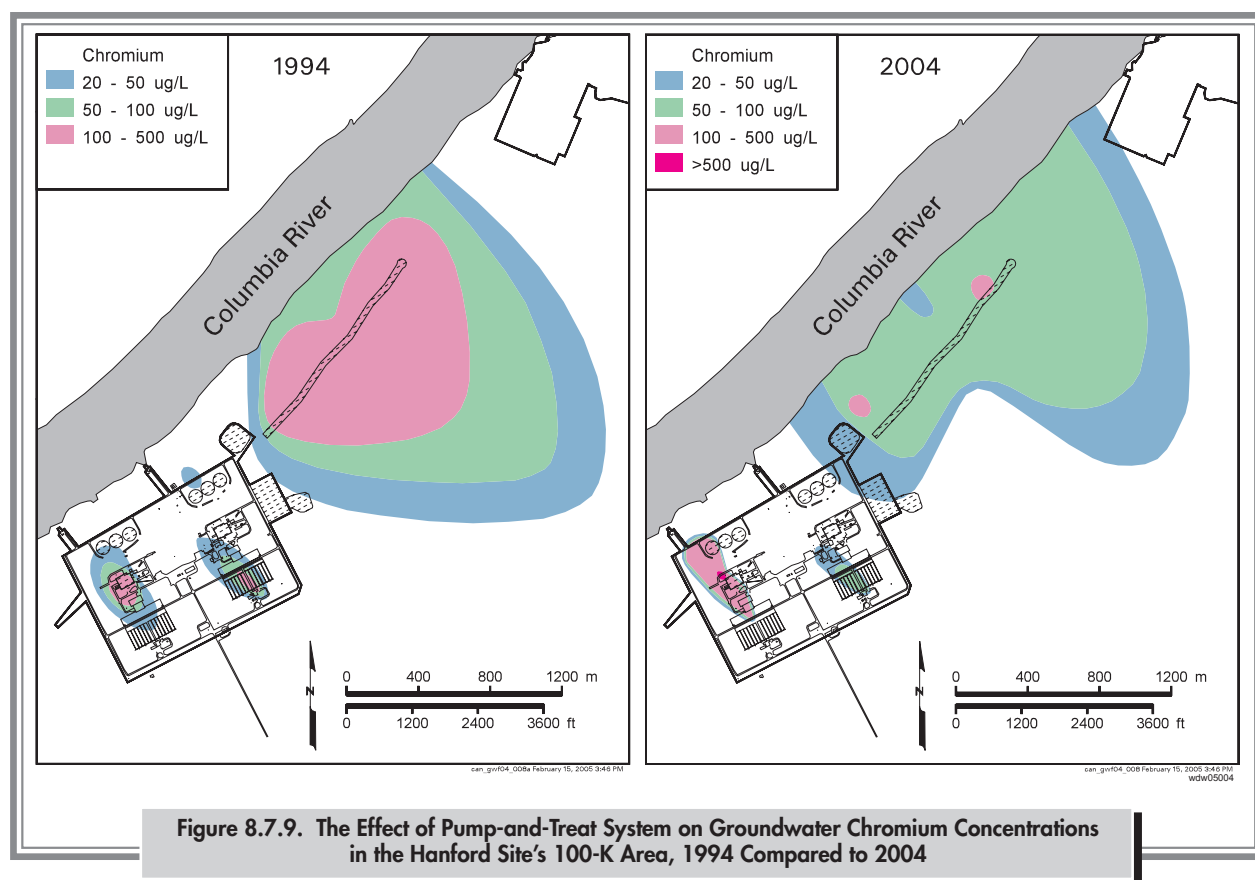 Chromium
20 - 50 ug/L
50 - 100 ug/L
100 - 500 ug/L
1994
Columbia River
N
0 400 800 1200 m
0 1200 2400 3600 ft
can_gwf04_008a February 15, 2005 3:46 PM
Chromium
20 - 50 ug/L
50 - 100 ug/L
100 - 500 ug/L
>500 ug/L
2004
Columbia River
N
0 400 800 1200 m
0 1200 2400 3600 ft
can_gwf04_008 February 15, 2005 3:46 PM
wdw05004
Figure 8.7.9. The Effect of Pump-and-Treat System on Groundwater Chromium Concentrations
in the Hanford Site's 100-K Area, 1994 Compared to 2004